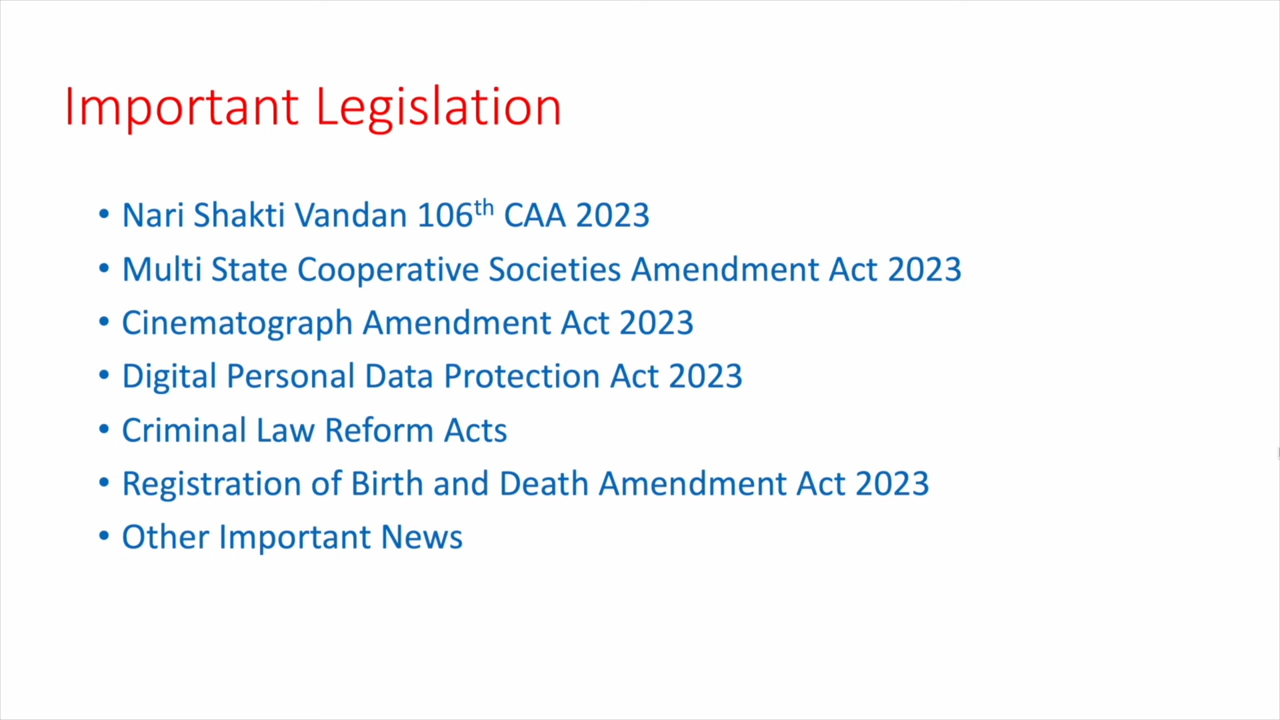 Important Legislation
• Nari Shakti Vandan 106th CAA 2023
• Multi State Cooperative Societies Amendment Act 2023
• Cinematograph Amendment Act 2023
• Digital Personal Data Protection Act 2023
• Criminal Law Reform Acts
• Registration of Birth and Death Amendment Act 2023
• Other Important News